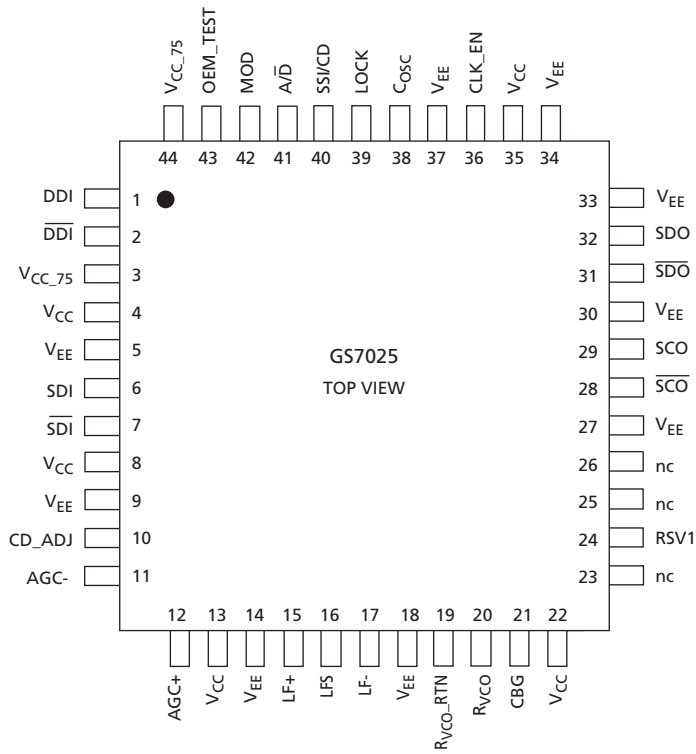 V_CC_75 OEM_TEST MOD A/D̅ SSI/CD LOCK C_OSC V_EE CLK_EN V_CC V_EE
44 43 42 41 40 39 38 37 36 35 34
DDI 1 33 V_EE
D̅D̅I̅ 2 32 SDO
V_CC_75 3 31 S̅D̅O̅
V_CC 4 30 V_EE
V_EE 5 29 SCO
GS7025
SDI 6 28 S̅C̅O̅
TOP VIEW
S̅D̅I̅ 7 27 V_EE
V_CC 8 26 nc
V_EE 9 25 nc
CD_ADJ 10 24 RSV1
AGC- 11 23 nc
12 13 14 15 16 17 18 19 20 21 22
AGC+ V_CC V_EE LF+ LFS LF- V_EE R_VCO_RTN R_VCO CBG V_CC